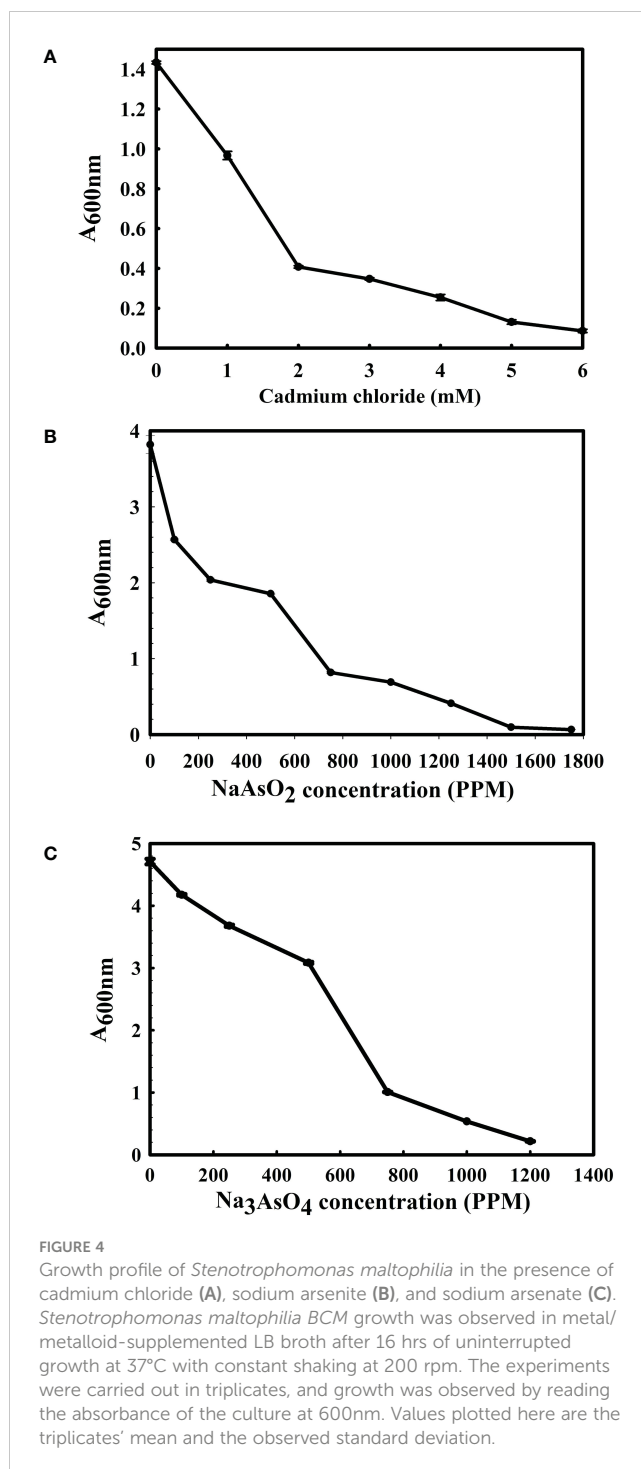 A
1.4
1.2
1.0
0.8
0.6
0.4
0.2
0.0
A600nm
0 1 2 3 4 5 6
Cadmium chloride (mM)
B
4
3
2
1
0
A600nm
0 200 400 600 800 1000 1200 1400 1600 1800
NaAsO2 concentration (PPM)
C
5
4
3
2
1
0
A600nm
0 200 400 600 800 1000 1200 1400
Na3AsO4 concentration (PPM)
FIGURE 4
Growth profile of Stenotrophomonas maltophilia in the presence of
cadmium chloride (A), sodium arsenite (B), and sodium arsenate (C).
Stenotrophomonas maltophilia BCM growth was observed in metal/
metalloid-supplemented LB broth after 16 hrs of uninterrupted
growth at 37°C with constant shaking at 200 rpm. The experiments
were carried out in triplicates, and growth was observed by reading
the absorbance of the culture at 600nm. Values plotted here are the
triplicates’ mean and the observed standard deviation.